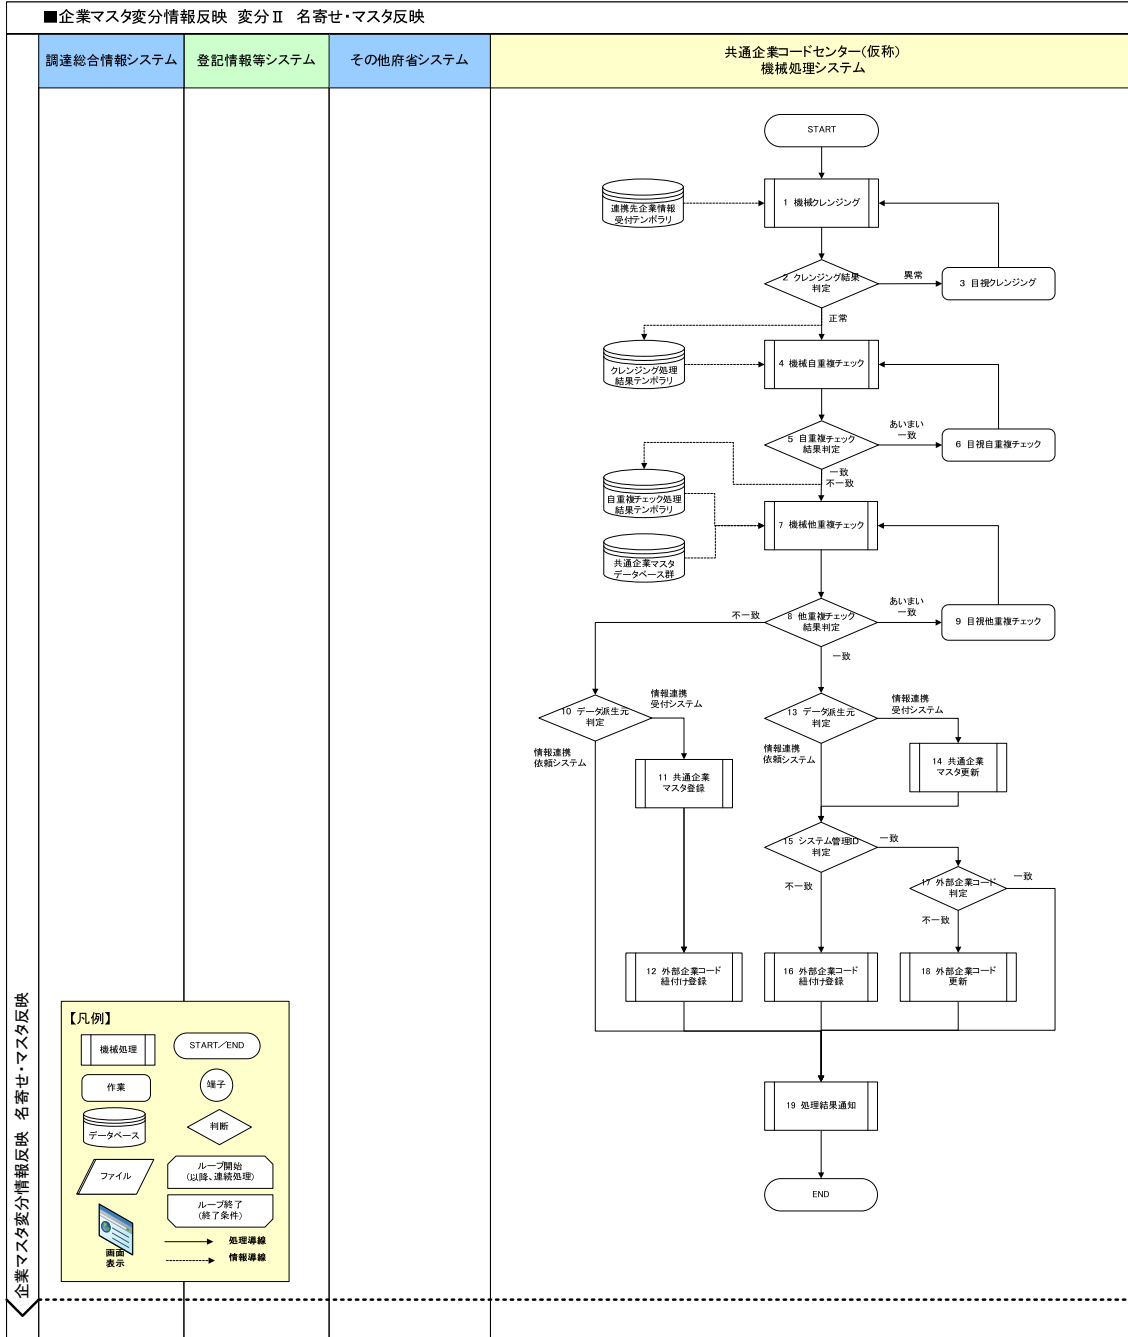 ■企業マスタ変分情報反映 変分Ⅱ 名寄せ・マスタ反映
調達総合情報システム
登記情報等システム
その他府省システム
共通企業コードセンター(仮称)
機械処理システム
START
連携先企業情報
受付テンポラリ
1 機械クレンジング
2 クレンジング結果
判定
異常
3 目視クレンジング
正常
クレンジング処理
結果テンポラリ
4 機械自重複チェック
5 自重複チェック
結果判定
あいまい
一致
6 目視自重複チェック
一致
不一致
自重複チェック処理
結果テンポラリ
7 機械他重複チェック
共通企業マスタ
データベース群
8 他重複チェック
結果判定
不一致
あいまい
一致
9 目視他重複チェック
一致
10 データ派生元
判定
情報連携
受付システム
情報連携
依頼システム
11 共通企業
マスタ登録
13 データ派生元
判定
情報連携
受付システム
情報連携
依頼システム
14 共通企業
マスタ更新
15 システム管理ID
判定
一致
不一致
17 外部企業コード
判定
一致
不一致
12 外部企業コード
紐付け登録
16 外部企業コード
紐付け登録
18 外部企業コード
更新
19 処理結果通知
END
企業マスタ変分情報反映 名寄せ・マスタ反映
【凡例】
機械処理
START/END
作業
端子
データベース
判断
ファイル
ループ開始
(以降、連続処理)
ループ終了
(終了条件)
画面
表示
処理導線
情報導線